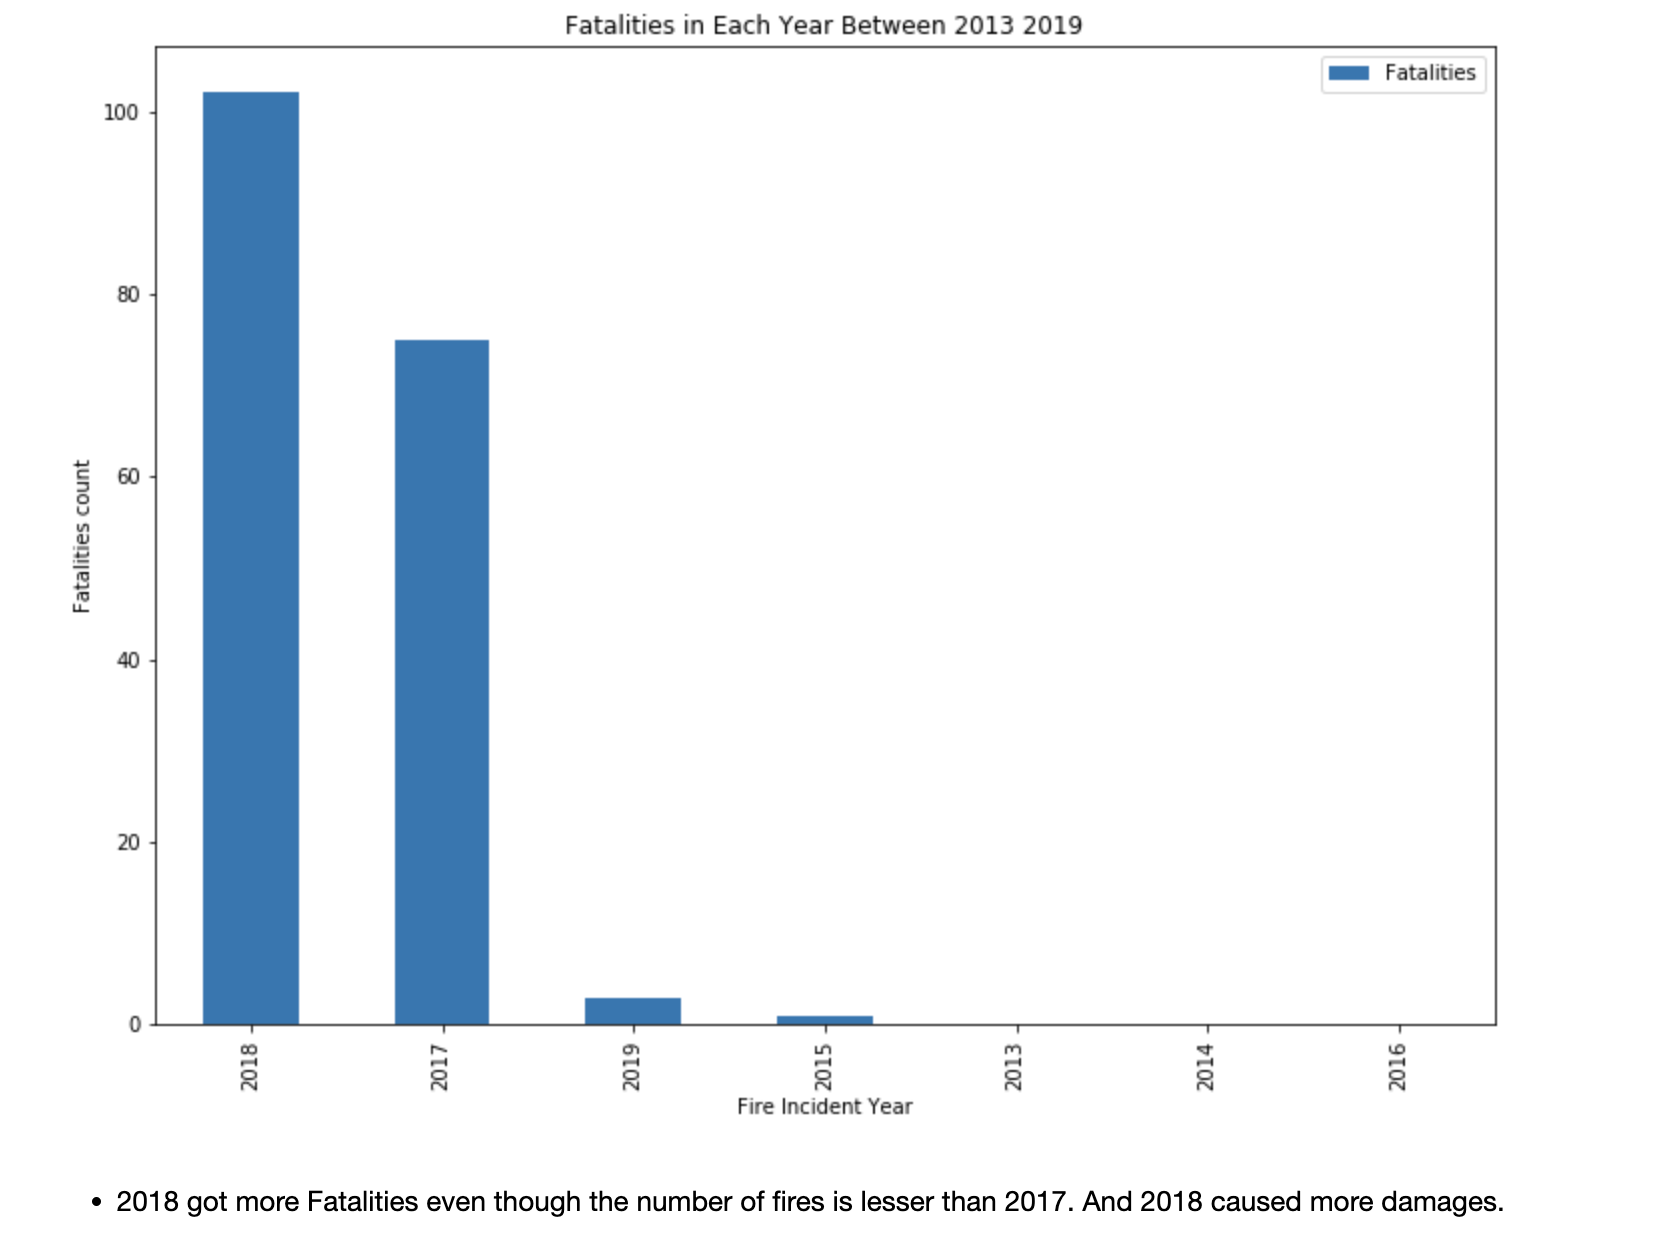 Fatalities in Each Year Between 2013 2019
Fatalities
100
80
60
40
20
0
Fatalities count
2018 2017 2019 2015 2013 2014 2016
Fire Incident Year
• 2018 got more Fatalities even though the number of fires is lesser than 2017. And 2018 caused more damages.